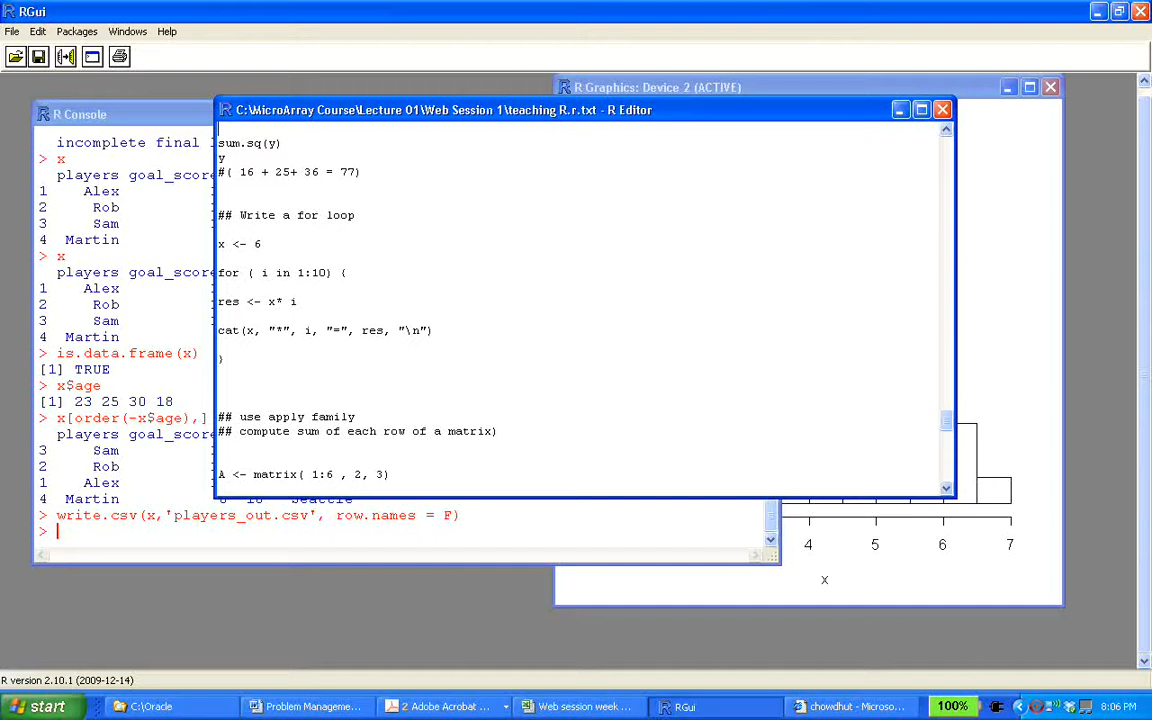 RGui
File Edit Packages Windows Help
R Graphics: Device 2 (ACTIVE)
R Console
C:\MicroArray Course\Lecture 01\Web Session 1\teaching R.r.txt - R Editor
incomplete final
> x
players goal_score
1 Alex
2 Rob
3 Sam
4 Martin
> x
players goal_score
1 Alex
2 Rob
3 Sam
4 Martin
> is.data.frame(x)
[1] TRUE
> x$age
[1] 23 25 30 18
> x[order(-x$age),]
players goal_score
3 Sam
2 Rob
1 Alex
4 Martin 6 18 Seattle
> write.csv(x,'players_out.csv', row.names = F)
>
sum.sq(y)
y
#( 16 + 25+ 36 = 77)
## Write a for loop
x <- 6
for ( i in 1:10) {
res <- x* i
cat(x, "*", i, "=", res, "\n")
}
## use apply family
## compute sum of each row of a matrix)
A <- matrix( 1:6 , 2, 3)
4 5 6 7
x
R version 2.10.1 (2009-12-14)
start C:\Oracle Problem Manageme... 2 Adobe Acrobat ... Web session week ... RGui chowdhut - Microso... 100% 8:06 PM